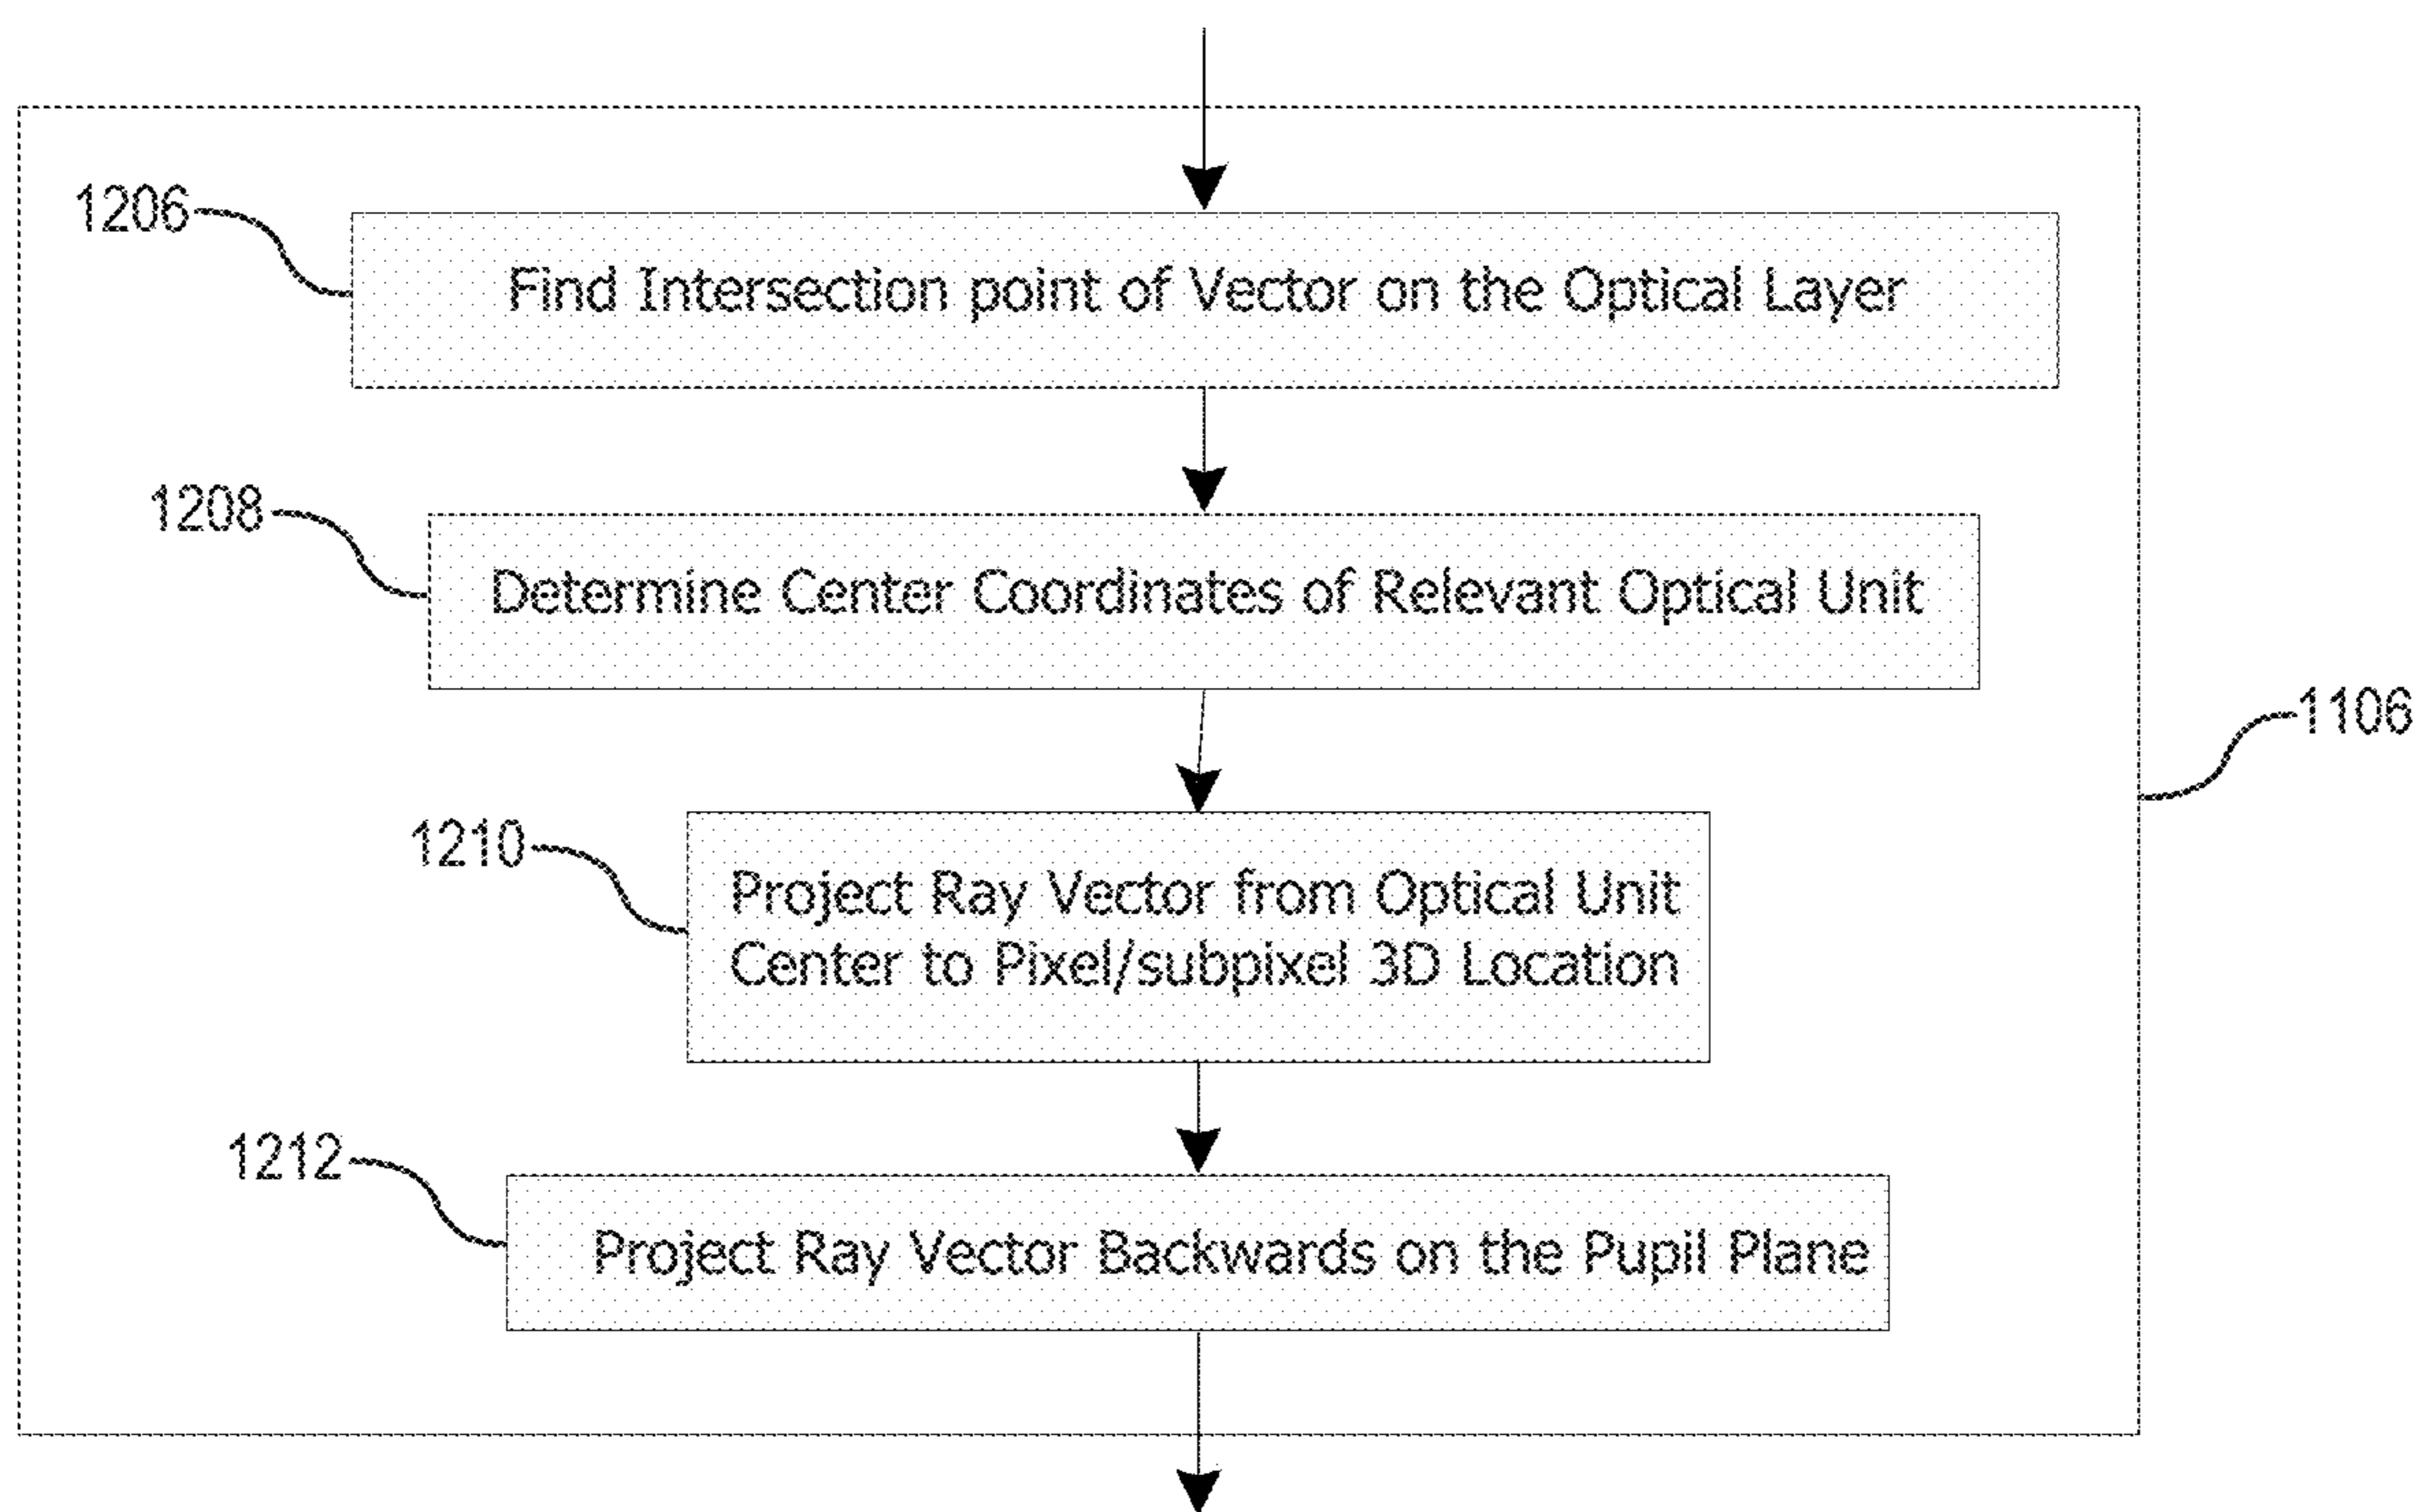 1206
Find Intersection point of Vector on the Optical Layer
1208
Determine Center Coordinates of Relevant Optical Unit
1106
1210
Project Ray Vector from Optical Unit
Center to Pixel/subpixel 3D Location
1212
Project Ray Vector Backwards on the Pupil Plane